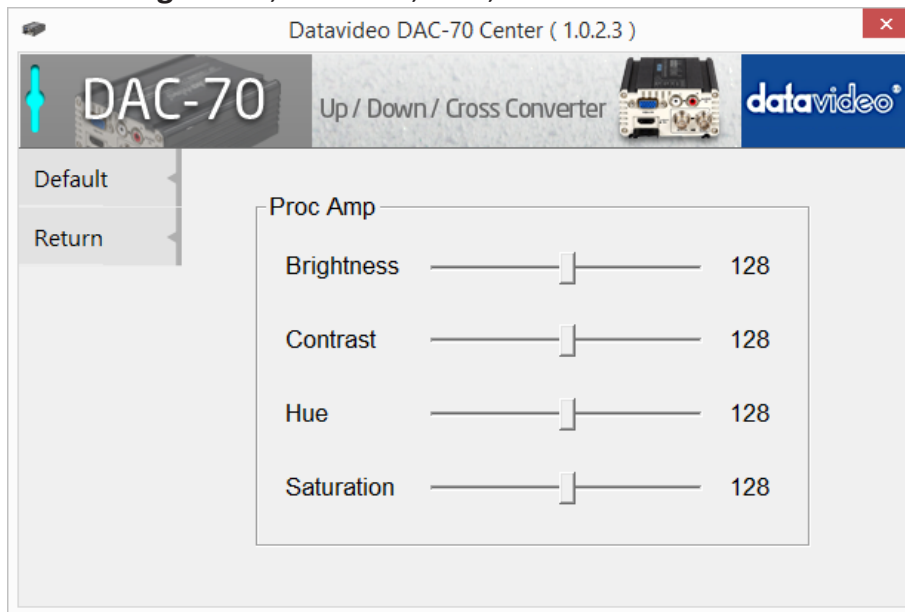 Datavideo DAC-70 Center ( 1.0.2.3 )
DAC-70
Up / Down / Cross Converter
datavideo
Default
Return
Proc Amp
Brightness 128
Contrast 128
Hue 128
Saturation 128